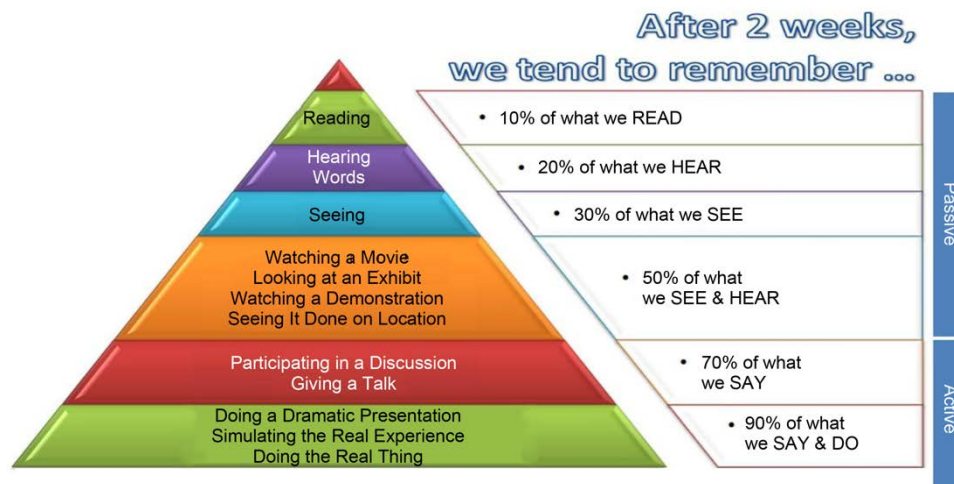 After 2 weeks,
we tend to remember ...
Reading
• 10% of what we READ
Hearing
Words
• 20% of what we HEAR
Seeing
• 30% of what we SEE
Watching a Movie
Looking at an Exhibit
Watching a Demonstration
Seeing It Done on Location
• 50% of what
we SEE & HEAR
Passive
Participating in a Discussion
Giving a Talk
• 70% of what
we SAY
Doing a Dramatic Presentation
Simulating the Real Experience
Doing the Real Thing
• 90% of what
we SAY & DO
Active